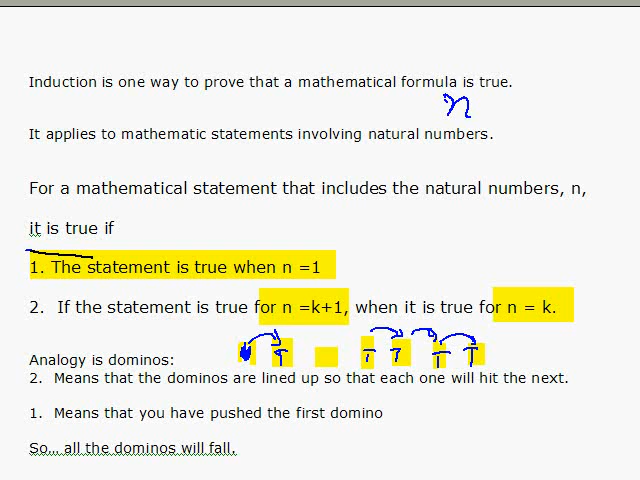 Induction is one way to prove that a mathematical formula is true.
n
It applies to mathematic statements involving natural numbers.
For a mathematical statement that includes the natural numbers, n,
it is true if
1. The statement is true when n =1
2. If the statement is true for n =k+1, when it is true for n = k.
T T T T T
Analogy is dominos:
2. Means that the dominos are lined up so that each one will hit the next.
1. Means that you have pushed the first domino
So... all the dominos will fall.